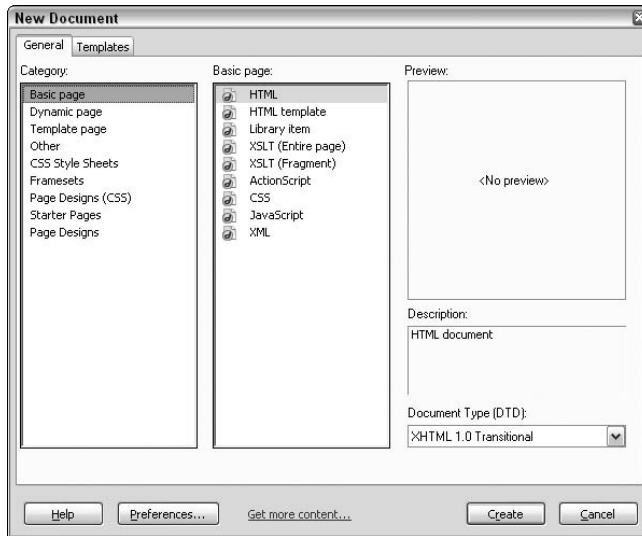 New Document
General
Templates
Category:
Basic page
Dynamic page
Template page
Other
CSS Style Sheets
Framesets
Page Designs (CSS)
Starter Pages
Page Designs
Basic page:
HTML
HTML template
Library item
XSLT (Entire page)
XSLT (Fragment)
ActionScript
CSS
JavaScript
XML
Preview:
<No preview>
Description:
HTML document
Document Type (DTD):
XHTML 1.0 Transitional
Help
Preferences...
Get more content...
Create
Cancel